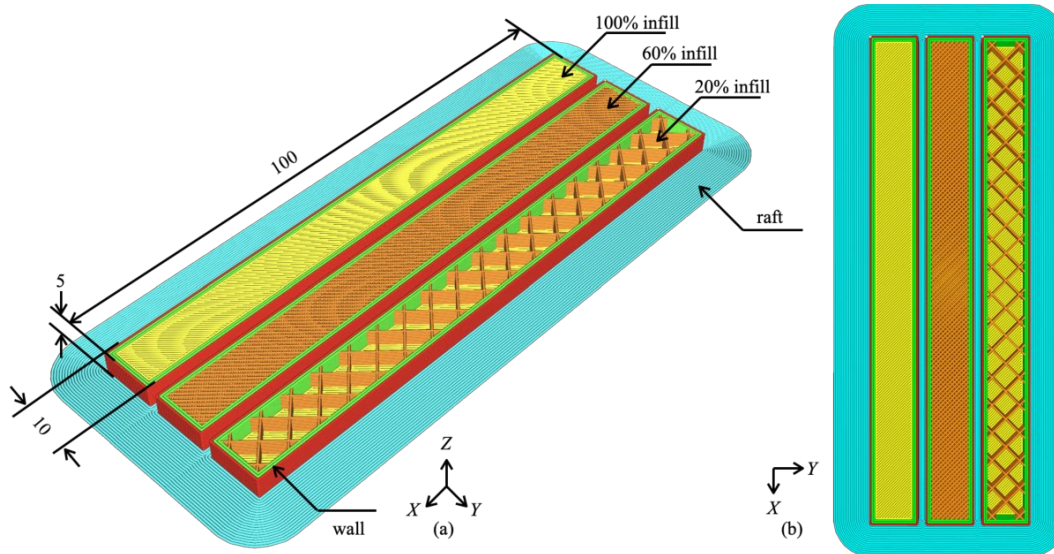 100% infill
60% infill
20% infill
100
raft
5
10
wall
Z
X
Y
(a)
Y
X
(b)